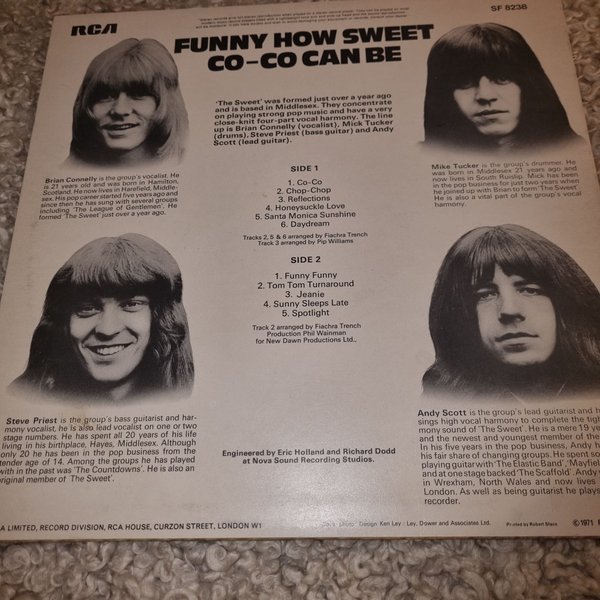 RCA
SF 8238
FUNNY HOW SWEET
CO-CO CAN BE
'The Sweet' was formed just over a year ago
and is based in Middlesex. They concentrate
on playing strong pop music and have a very
close-knit four-part vocal harmony. The line
up is Brian Connelly (vocalist), Mick Tucker
(drums), Steve Priest (bass guitar) and Andy
Scott (lead guitar).
Brian Connelly is the group's vocalist. He
is 21 years old and was born in Hamilton,
Scotland. He now lives in Harefield, Middle-
sex. His pop career started five years ago and
since then he has sung with several groups
including 'The League of Gentlemen'. He
formed 'The Sweet' just over a year ago.
Mike Tucker is the group's drummer. He
was born in Middlesex 21 years ago and
now lives in South Ruislip. Mick has been
in the pop business for just two years when
he joined up with Brian to form 'The Sweet'.
He is also a vital part of the group's vocal
harmony.
SIDE 1
1. Co-Co
2. Chop-Chop
3. Reflections
4. Honeysuckle Love
5. Santa Monica Sunshine
6. Daydream
Tracks 2, 5 & 6 arranged by Fiachra Trench
Track 3 arranged by Pip Williams
SIDE 2
1. Funny Funny
2. Tom Tom Turnaround
3. Jeanie
4. Sunny Sleeps Late
5. Spotlight
Track 2 arranged by Fiachra Trench
Production Phil Wainman
for New Dawn Productions Ltd..
Steve Priest is the group's bass guitarist and har-
mony vocalist, he is also lead vocalist on one or two
stage numbers. He has spent all 20 years of his life
living in his birthplace, Hayes, Middlesex. Although
only 20 he has been in the pop business from the
tender age of 14. Among the groups he has played
with in the past was 'The Countdowns'. He is also an
original member of 'The Sweet'.
Andy Scott is the group's lead guitarist and h
sings high vocal harmony to complete the tigh
mony sound of 'The Sweet'. He is a mere 19 ye
and the newest and youngest member of the
In his five years in the pop business, Andy h
his fair share of changing groups. He spent so
playing guitar with 'The Elastic Band', 'Mayfiel
and at one stage backed 'The Scaffold'. Andy
in Wrexham, North Wales and now lives
London. As well as being guitarist he plays
recorder.
Engineered by Eric Holland and Richard Dodd
at Nova Sound Recording Studios.
A LIMITED, RECORD DIVISION, RCA HOUSE, CURZON STREET, LONDON W1
photo Design Ken Ley: Ley, Dower and Associates Ltd.
Printed by Robert Stace
© 1971